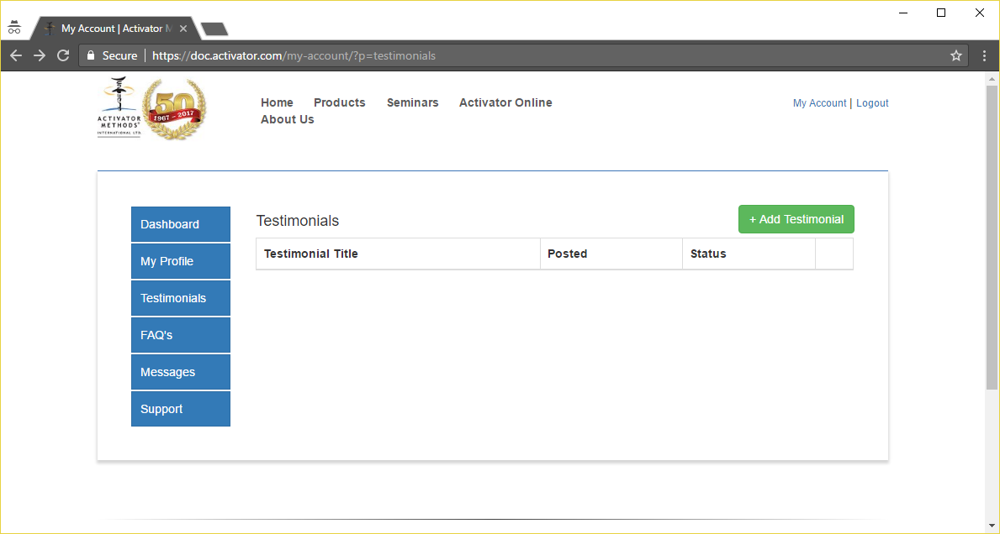 My Account | Activator M
Secure | https://doc.activator.com/my-account/?p=testimonials
ACTIVATOR
METHODS®
INTERNATIONAL LTD.
50
1967 – 2017
Home Products Seminars Activator Online
About Us
My Account | Logout
Dashboard
My Profile
Testimonials
FAQ's
Messages
Support
Testimonials
+ Add Testimonial
Testimonial Title Posted Status